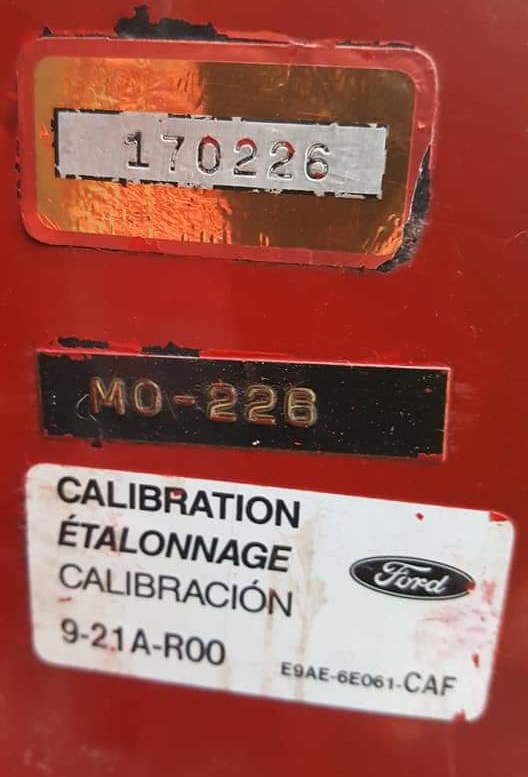 170226
MO-226
CALIBRATION
ÉTALONNAGE
CALIBRACIÓN
Ford
9-21A-R00
E9AE-6E061-CAF